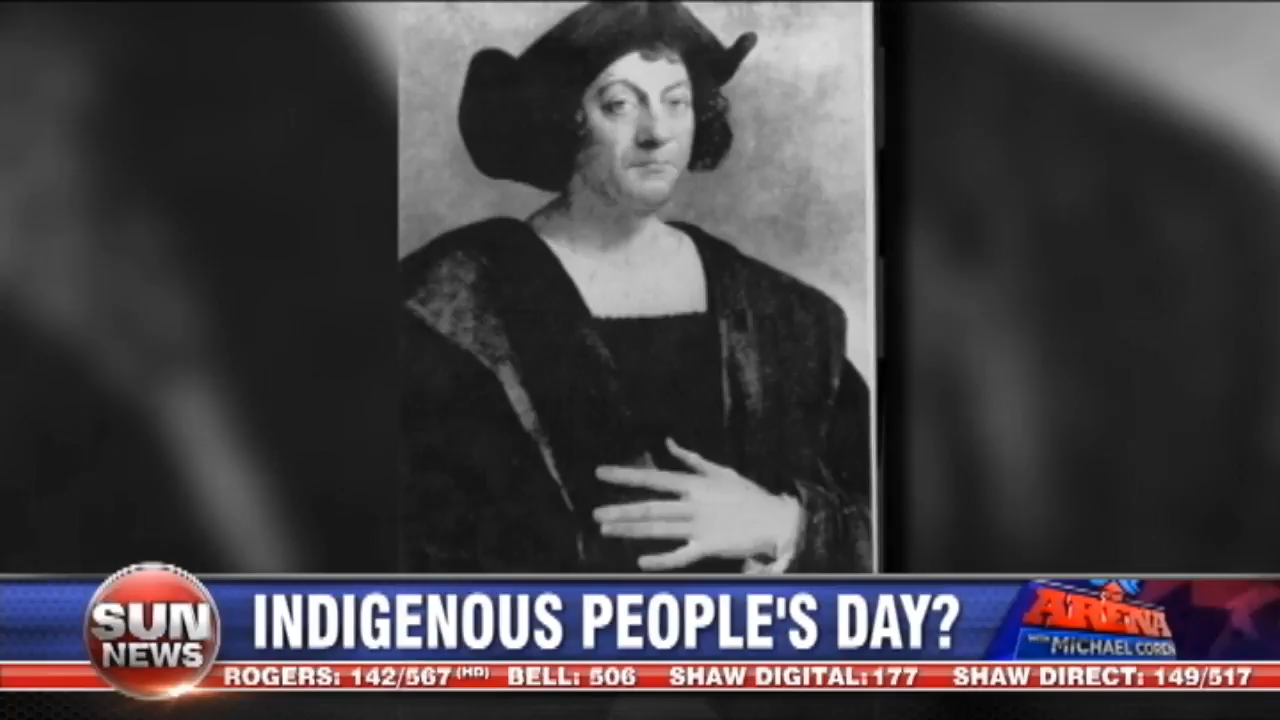 SUN
NEWS
INDIGENOUS PEOPLE'S DAY?
ARENA
WITH MICHAEL COREN
ROGERS: 142/567 (HD) BELL: 506 SHAW DIGITAL: 177 SHAW DIRECT: 149/517